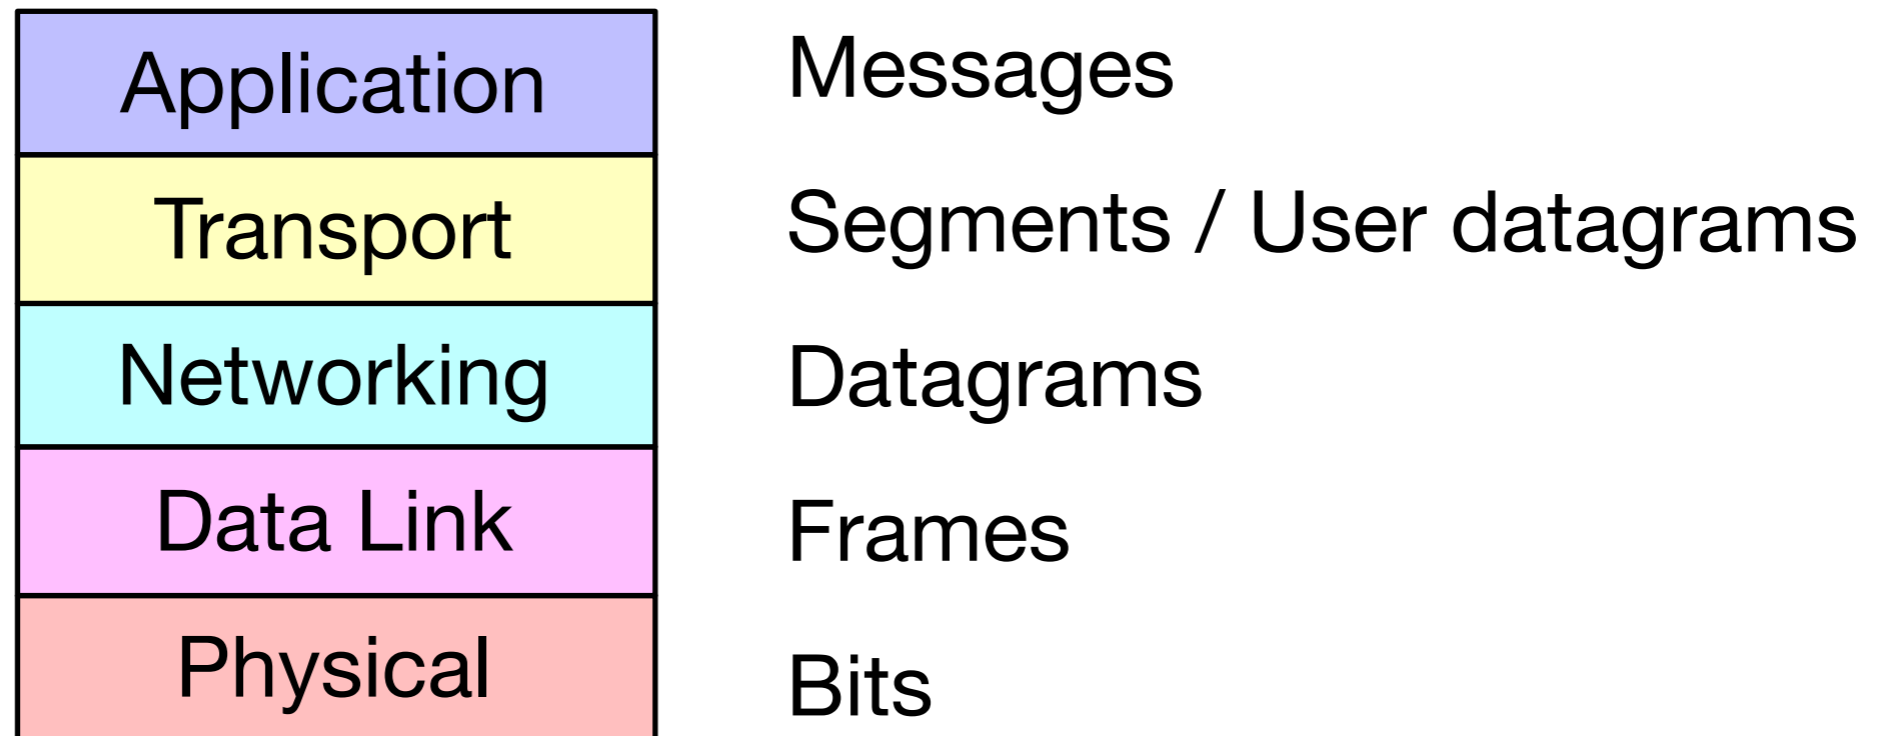 Application
Messages
Transport
Segments / User datagrams
Networking
Datagrams
Data Link
Frames
Physical
Bits